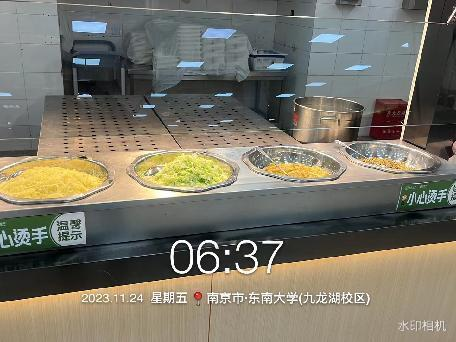 小心烫手
心烫手
温馨
提示
06:37
2023.11.24 星期五 南京市·东南大学(九龙湖校区)
水印相机